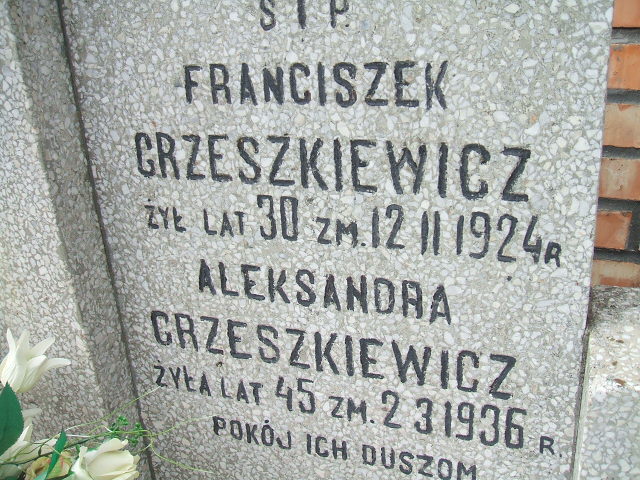 Ś I P.
FRANCISZEK
GRZESZKIEWICZ
ŻYŁ LAT 30 ZM. 12 II 1924 R
ALEKSANDRA
GRZESZKIEWICZ
ŻYŁA LAT 45 ZM. 2 3 1936 R.
POKÓJ ICH DUSZOM